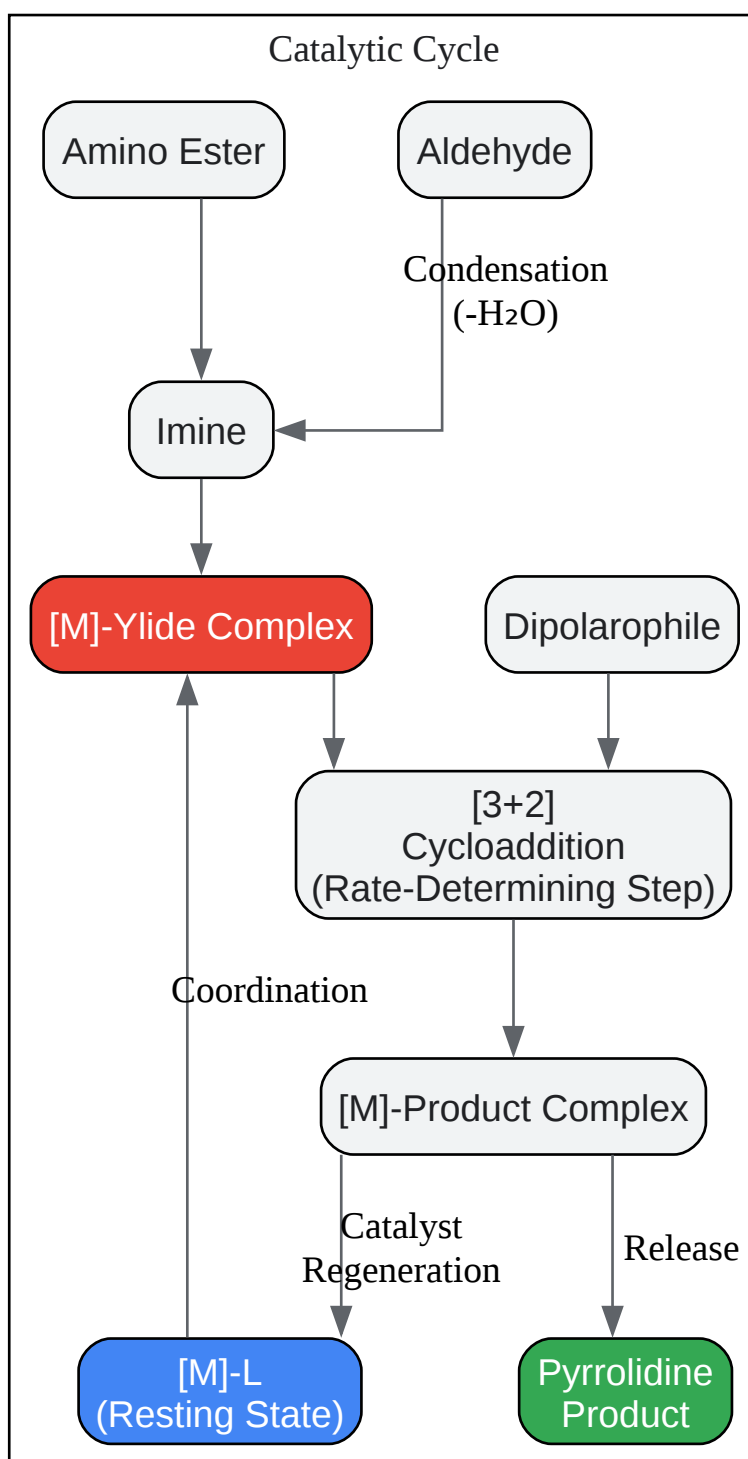 Catalytic Cycle
Amino Ester
Aldehyde
Condensation
(-H₂O)
Imine
[M]-Ylide Complex
Dipolarophile
[3+2]
Cycloaddition
(Rate-Determining Step)
Coordination
[M]-Product Complex
Catalyst
Regeneration
Release
[M]-L
(Resting State)
Pyrrolidine
Product